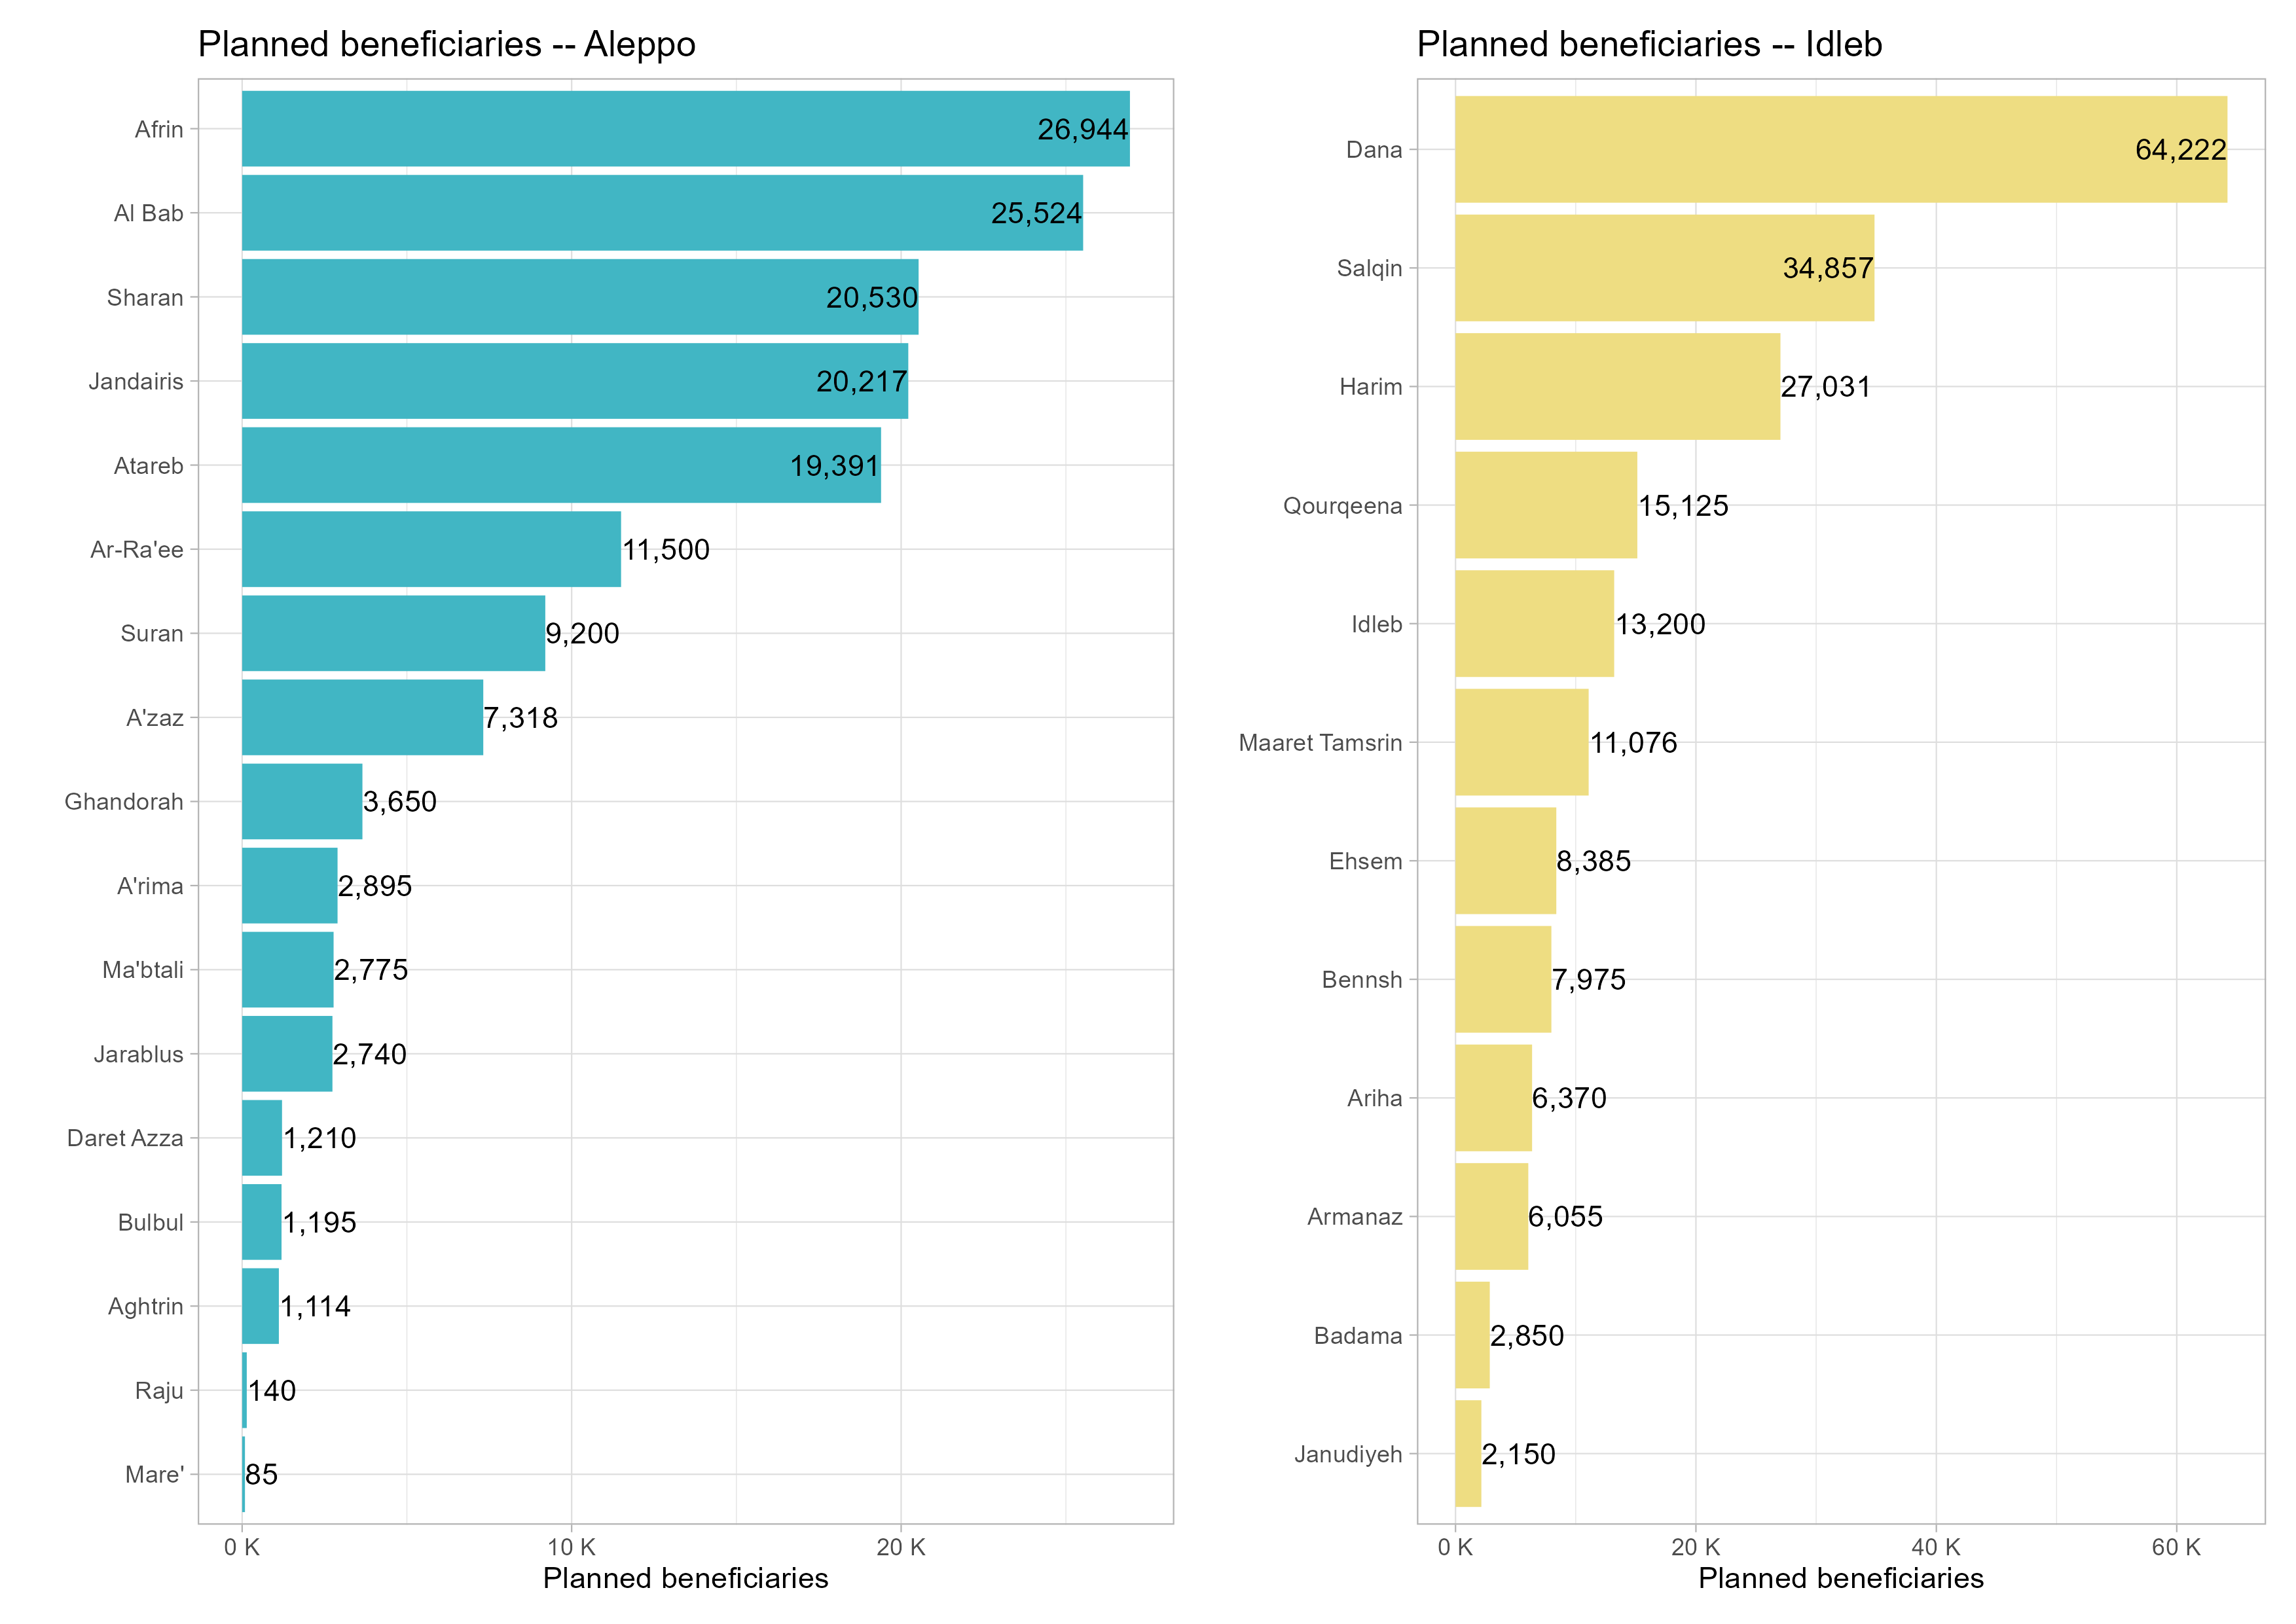 Planned beneficiaries -- Aleppo
Afrin 26,944
Al Bab 25,524
Sharan 20,530
Jandairis 20,217
Atareb 19,391
Ar-Ra'ee 11,500
Suran 9,200
A'zaz 7,318
Ghandorah 3,650
A'rima 2,895
Ma'btali 2,775
Jarablus 2,740
Daret Azza 1,210
Bulbul 1,195
Aghtrin 1,114
Raju 140
Mare' 85
0 K 10 K 20 K
Planned beneficiaries
Planned beneficiaries -- Idleb
Dana 64,222
Salqin 34,857
Harim 27,031
Qourqeena 15,125
Idleb 13,200
Maaret Tamsrin 11,076
Ehsem 8,385
Bennsh 7,975
Ariha 6,370
Armanaz 6,055
Badama 2,850
Janudiyeh 2,150
0 K 20 K 40 K 60 K
Planned beneficiaries